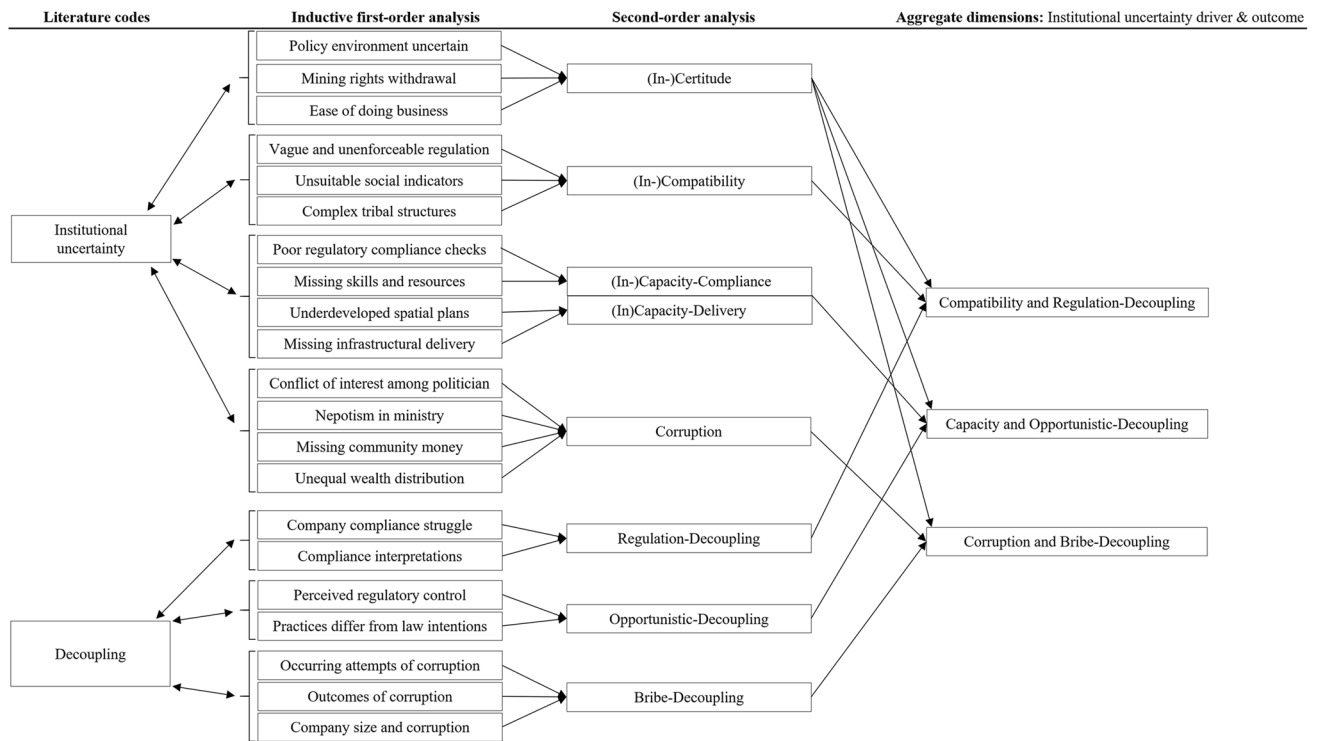 Literature codes
Inductive first-order analysis
Second-order analysis
Aggregate dimensions: Institutional uncertainty driver & outcome
Institutional
uncertainty
Decoupling
Policy environment uncertain
Mining rights withdrawal
Ease of doing business
Vague and unenforceable regulation
Unsuitable social indicators
Complex tribal structures
Poor regulatory compliance checks
Missing skills and resources
Underdeveloped spatial plans
Missing infrastructural delivery
Conflict of interest among politician
Nepotism in ministry
Missing community money
Unequal wealth distribution
Company compliance struggle
Compliance interpretations
Perceived regulatory control
Practices differ from law intentions
Occurring attempts of corruption
Outcomes of corruption
Company size and corruption
(In-)Certitude
(In-)Compatibility
(In-)Capacity-Compliance
(In)Capacity-Delivery
Corruption
Regulation-Decoupling
Opportunistic-Decoupling
Bribe-Decoupling
Compatibility and Regulation-Decoupling
Capacity and Opportunistic-Decoupling
Corruption and Bribe-Decoupling